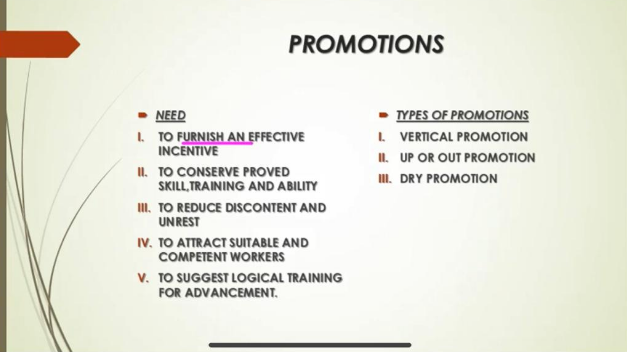 PROMOTIONS
NEED
I. TO FURNISH AN EFFECTIVE
INCENTIVE
II. TO CONSERVE PROVED
SKILL,TRAINING AND ABILITY
III. TO REDUCE DISCONTENT AND
UNREST
IV. TO ATTRACT SUITABLE AND
COMPETENT WORKERS
V. TO SUGGEST LOGICAL TRAINING
FOR ADVANCEMENT.
TYPES OF PROMOTIONS
I. VERTICAL PROMOTION
II. UP OR OUT PROMOTION
III. DRY PROMOTION